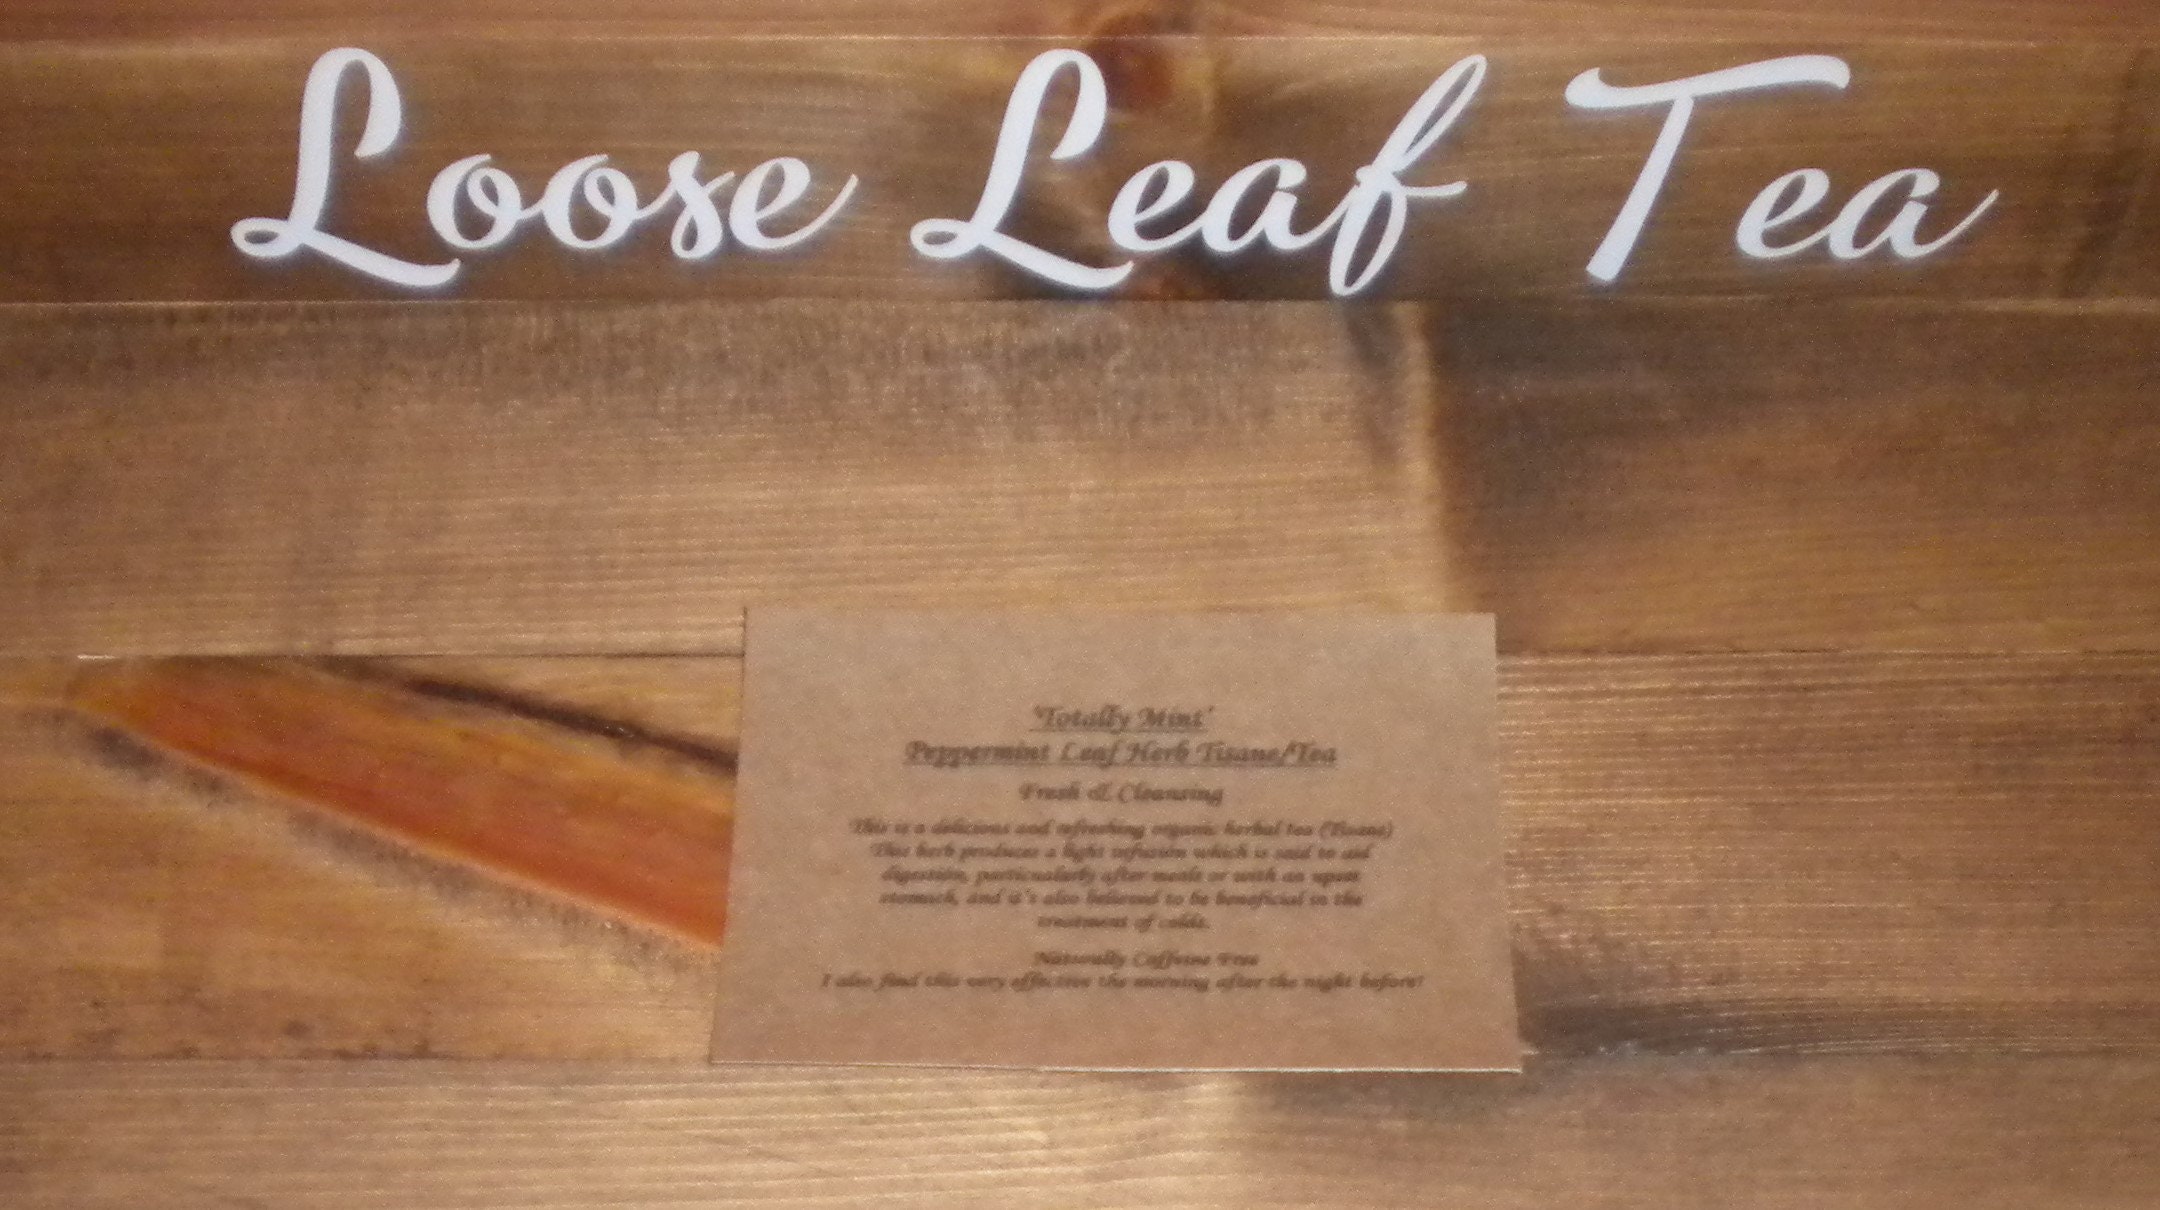 Loose Leaf Tea
'Totally Mint'
Peppermint Leaf Herb Tisane/Tea
Fresh & Cleansing
This is a delicious and refreshing organic herbal tea (Tisane)
This herb produces a light infusion which is said to aid
digestion, particularly after meals or with an upset
stomach, and it's also believed to be beneficial in the
treatment of colds.
Naturally Caffeine Free
I also find this very effective the morning after the night before!